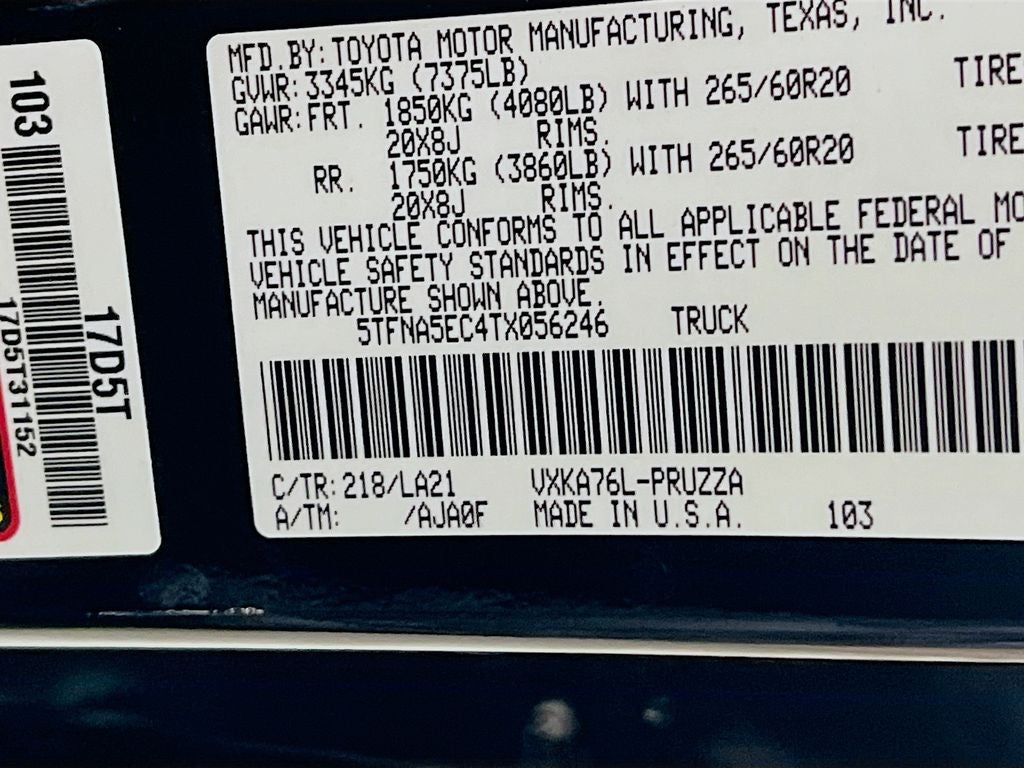 103
17D5T
17D5T31152
MFD.BY:TOYOTA MOTOR MANUFACTURING, TEXAS, INC.
GVWR:3345KG (7375LB)
GAWR:FRT. 1850KG (4080LB) WITH 265/60R20 TIRE
20X8J RIMS.
RR. 1750KG (3860LB) WITH 265/60R20 TIRE
20X8J RIMS.
THIS VEHICLE CONFORMS TO ALL APPLICABLE FEDERAL MO
VEHICLE SAFETY STANDARDS IN EFFECT ON THE DATE OF
MANUFACTURE SHOWN ABOVE.
5TFNA5EC4TX056246 TRUCK
C/TR:218/LA21 VXKA76L-PRUZZA
A/TM: /AJA0F MADE IN U.S.A. 103